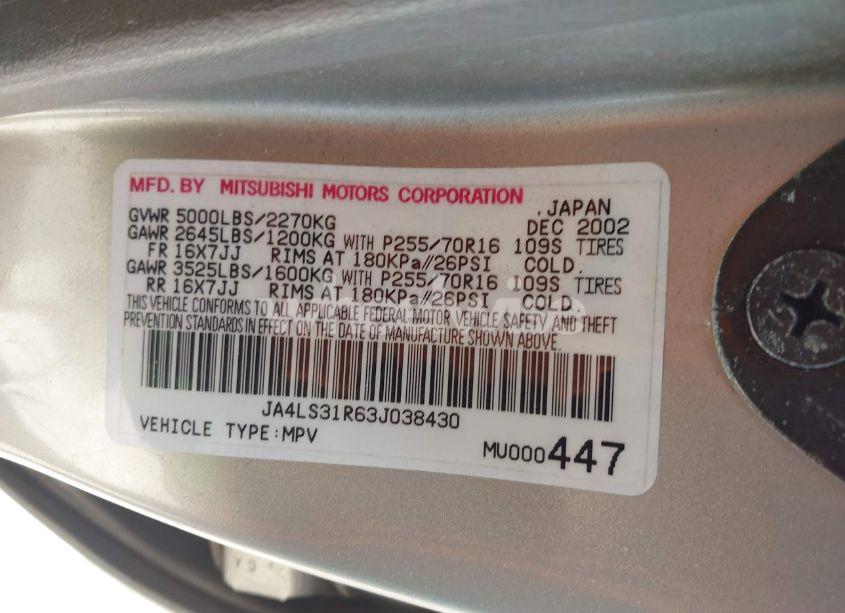 MFD. BY MITSUBISHI MOTORS CORPORATION
, JAPAN
GVWR 5000LBS/2270KG DEC 2002
GAWR 2645LBS/1200KG WITH P255/70R16 109S TIRES
FR 16X7JJ RIMS AT 180KPa//26PSI COLD.
GAWR 3525LBS/1600KG WITH P255/70R16 109S TIRES
RR 16X7JJ RIMS AT 180KPa//26PSI COLD.
THIS VEHICLE CONFORMS TO ALL APPLICABLE FEDERAL MOTOR VEHICLE SAFETY AND THEFT
PREVENTION STANDARDS IN EFFECT ON THE DATE OF MANUFACTURE SHOWN ABOVE.
JA4LS31R63J038430
VEHICLE TYPE:MPV
MU000447